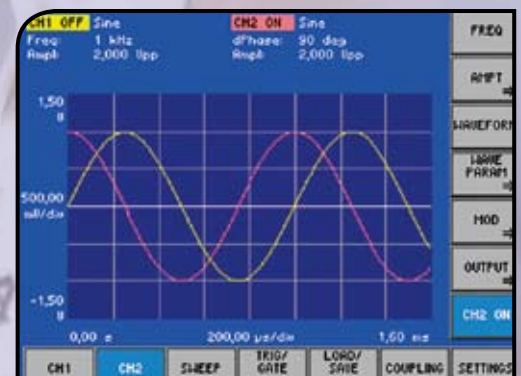 CH1 OFF Sine
Freq: 1 kHz
Ampl: 2,000 Vpp
CH2 ON Sine
dPhase: 90 deg
Ampl: 2,000 Vpp
1,50
V
500,00
mV/div
-1,50
V
0,00 s
200,00 µs/div
1,60 ms
FREQ
AMPT
WAVEFORM
WAVE
PARAM
MOD
OUTPUT
CH2 ON
CH1
CH2
SWEEP
TRIG/
GATE
LOAD/
SAVE
COUPLING
SETTINGS